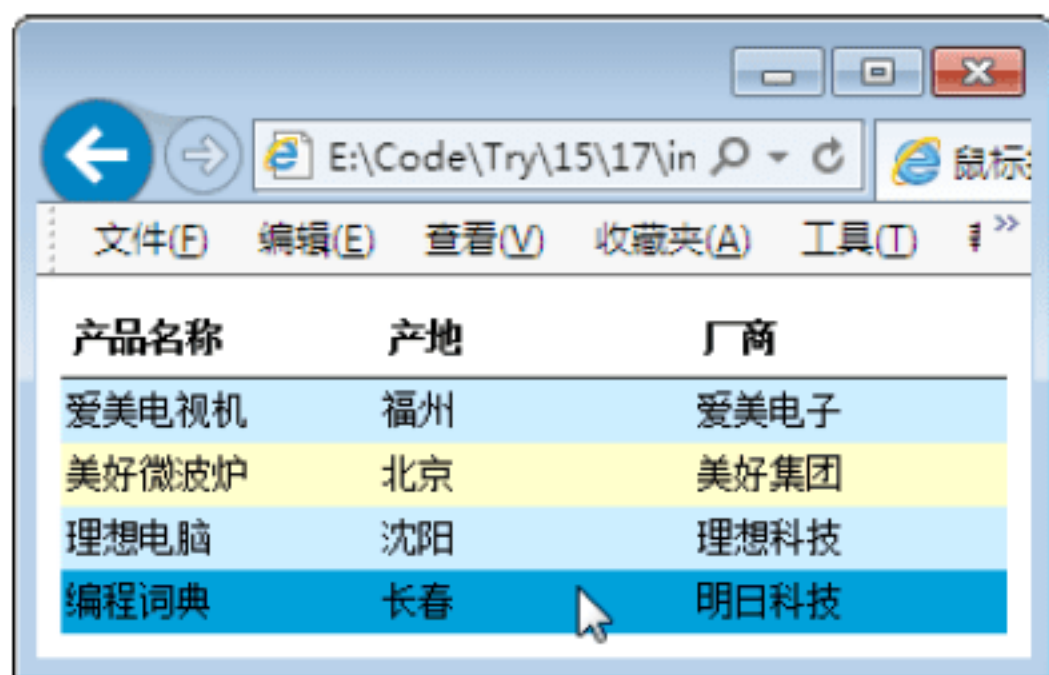 E:\Code\Try\15\17\in 鼠标
文件(F) 编辑(E) 查看(V) 收藏夹(A) 工具(T)
产品名称 产地 厂商
爱美电视机 福州 爱美电子
美好微波炉 北京 美好集团
理想电脑 沈阳 理想科技
编程词典 长春 明日科技